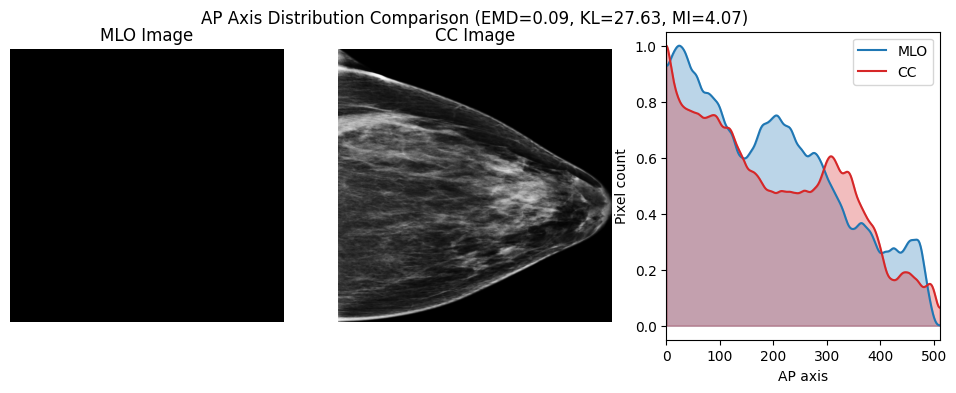 AP Axis Distribution Comparison (EMD=0.09, KL=27.63, MI=4.07)
MLO Image
CC Image
MLO
CC
Pixel count
1.0
0.8
0.6
0.4
0.2
0.0
0 100 200 300 400 500
AP axis